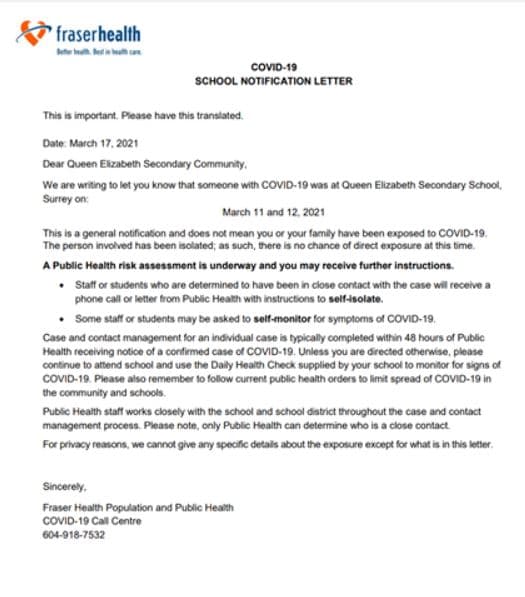 fraserhealth
Better health. Best in health care.
COVID-19
SCHOOL NOTIFICATION LETTER
This is important. Please have this translated.
Date: March 17, 2021
Dear Queen Elizabeth Secondary Community,
We are writing to let you know that someone with COVID-19 was at Queen Elizabeth Secondary School,
Surrey on:
March 11 and 12, 2021
This is a general notification and does not mean you or your family have been exposed to COVID-19.
The person involved has been isolated; as such, there is no chance of direct exposure at this time.
A Public Health risk assessment is underway and you may receive further instructions.
• Staff or students who are determined to have been in close contact with the case will receive a
phone call or letter from Public Health with instructions to self-isolate.
• Some staff or students may be asked to self-monitor for symptoms of COVID-19.
Case and contact management for an individual case is typically completed within 48 hours of Public
Health receiving notice of a confirmed case of COVID-19. Unless you are directed otherwise, please
continue to attend school and use the Daily Health Check supplied by your school to monitor for signs of
COVID-19. Please also remember to follow current public health orders to limit spread of COVID-19 in
the community and schools.
Public Health staff works closely with the school and school district throughout the case and contact
management process. Please note, only Public Health can determine who is a close contact.
For privacy reasons, we cannot give any specific details about the exposure except for what is in this letter.
Sincerely,
Fraser Health Population and Public Health
COVID-19 Call Centre
604-918-7532